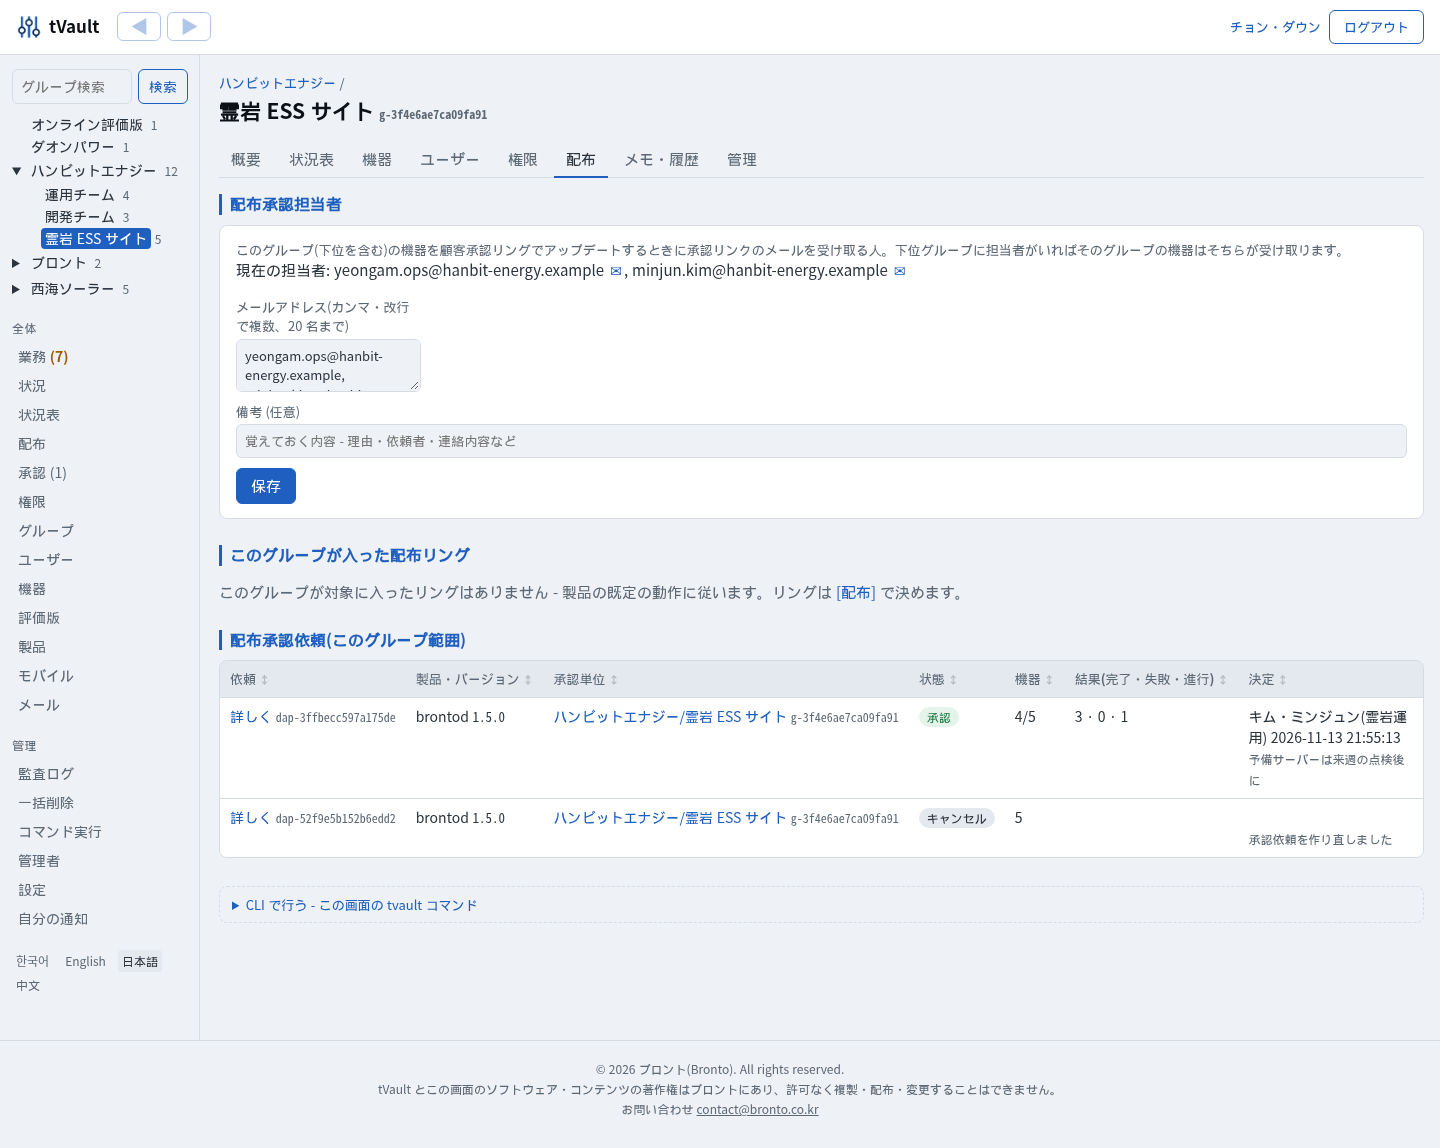 tVault ◀ ▶ チョン・ダウン ログアウト
グループ検索 検索
オンライン評価版 1
ダオンパワー 1
▼ ハンビットエナジー 12
運用チーム 4
開発チーム 3
霊岩 ESS サイト 5
▶ ブロント 2
▶ 西海ソーラー 5
全体
業務 (7)
状況
状況表
配布
承認 (1)
権限
グループ
ユーザー
機器
評価版
製品
モバイル
メール
管理
監査ログ
一括削除
コマンド実行
管理者
設定
自分の通知
한국어 English 日本語
中文
ハンビットエナジー /
霊岩 ESS サイト g-3f4e6ae7ca09fa91
概要 状況表 機器 ユーザー 権限 配布 メモ・履歴 管理
配布承認担当者
このグループ(下位を含む)の機器を顧客承認リングでアップデートするときに承認リンクのメールを受け取る人。下位グループに担当者がいればそのグループの機器はそちらが受け取ります。
現在の担当者: yeongam.ops@hanbit-energy.example ✉, minjun.kim@hanbit-energy.example ✉
メールアドレス(カンマ・改行
で複数、20 名まで)
yeongam.ops@hanbit-
energy.example,
備考 (任意)
覚えておく内容 - 理由・依頼者・連絡内容など
保存
このグループが入った配布リング
このグループが対象に入ったリングはありません - 製品の既定の動作に従います。リングは [配布] で決めます。
配布承認依頼(このグループ範囲)
依頼 ↕ 製品・バージョン ↕ 承認単位 ↕ 状態 ↕ 機器 ↕ 結果(完了・失敗・進行) ↕ 決定 ↕
詳しく dap-3ffbecc597a175de brontod 1.5.0 ハンビットエナジー/霊岩 ESS サイト g-3f4e6ae7ca09fa91 承認 4/5 3 · 0 · 1 キム・ミンジュン(霊岩運
用) 2026-11-13 21:55:13
予備サーバーは来週の点検後
に
詳しく dap-52f9e5b152b6edd2 brontod 1.5.0 ハンビットエナジー/霊岩 ESS サイト g-3f4e6ae7ca09fa91 キャンセル 5
承認依頼を作り直しました
▶ CLI で行う - この画面の tvault コマンド
© 2026 ブロント(Bronto). All rights reserved.
tVault とこの画面のソフトウェア・コンテンツの著作権はブロントにあり、許可なく複製・配布・変更することはできません。
お問い合わせ contact@bronto.co.kr